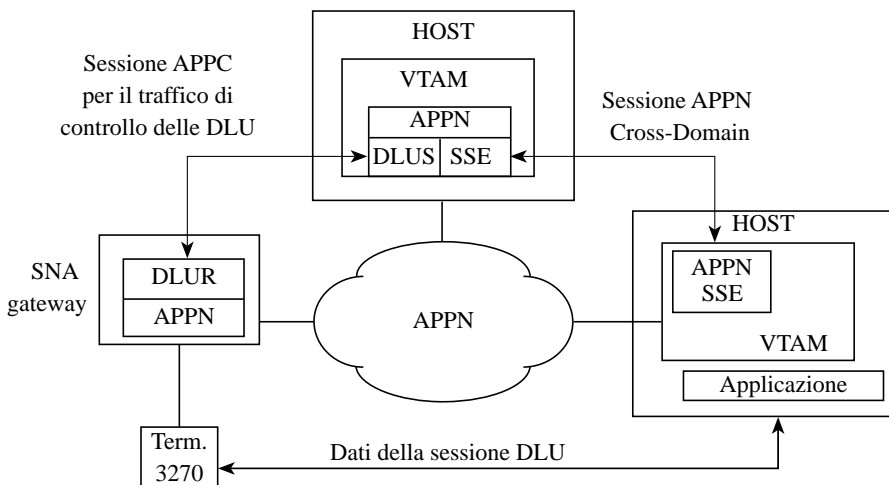 HOST
Sessione APPC
per il traffico di
controllo delle DLU
VTAM
APPN
DLUS SSE
Sessione APPN
Cross-Domain
HOST
SNA
gateway
DLUR
APPN
APPN
APPN
SSE
VTAM
Applicazione
Term.
3270
Dati della sessione DLU